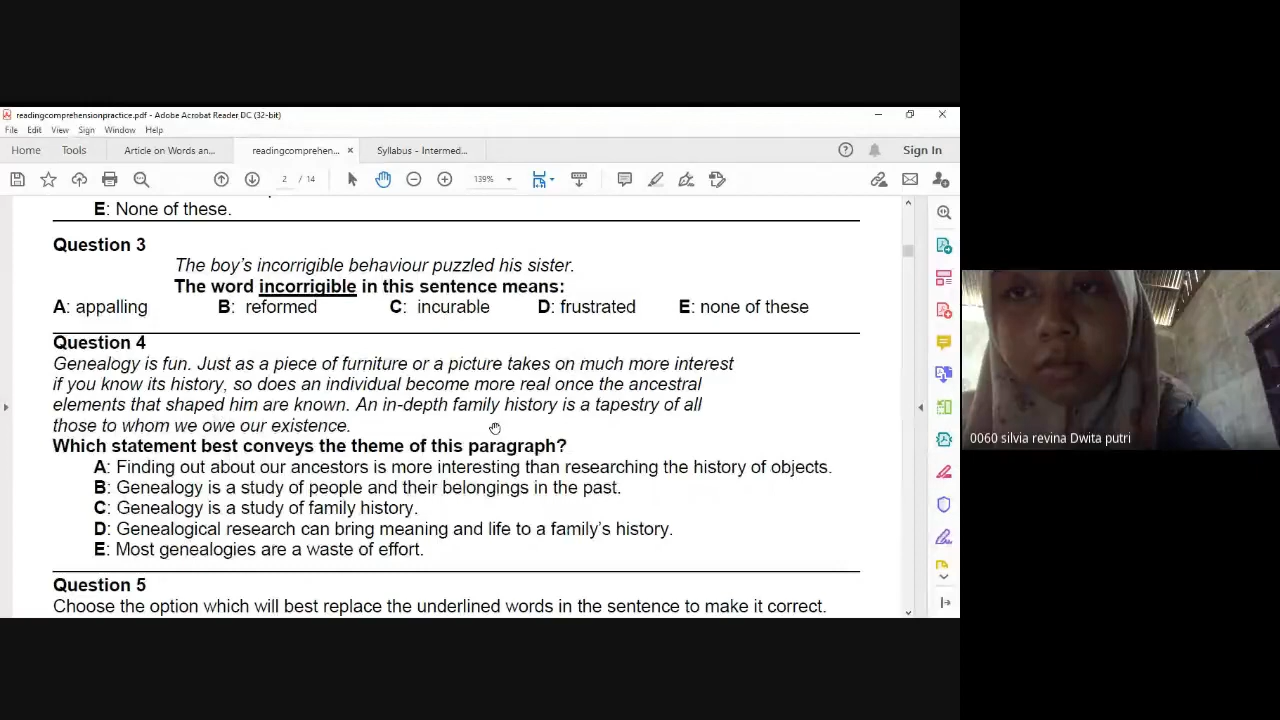 readingcomprehensionpractice.pdf - Adobe Acrobat Reader DC (32-bit)
File Edit View Sign Window Help
Home Tools Article on Words an... readingcomprehen... × Syllabus - Intermed... Sign In
2 / 14 139%
E: None of these.
Question 3
The boy's incorrigible behaviour puzzled his sister.
The word incorrigible in this sentence means:
A: appalling B: reformed C: incurable D: frustrated E: none of these
Question 4
Genealogy is fun. Just as a piece of furniture or a picture takes on much more interest
if you know its history, so does an individual become more real once the ancestral
elements that shaped him are known. An in-depth family history is a tapestry of all
those to whom we owe our existence.
Which statement best conveys the theme of this paragraph?
A: Finding out about our ancestors is more interesting than researching the history of objects.
B: Genealogy is a study of people and their belongings in the past.
C: Genealogy is a study of family history.
D: Genealogical research can bring meaning and life to a family's history.
E: Most genealogies are a waste of effort.
Question 5
Choose the option which will best replace the underlined words in the sentence to make it correct.
0060 silvia revina Dwita putri